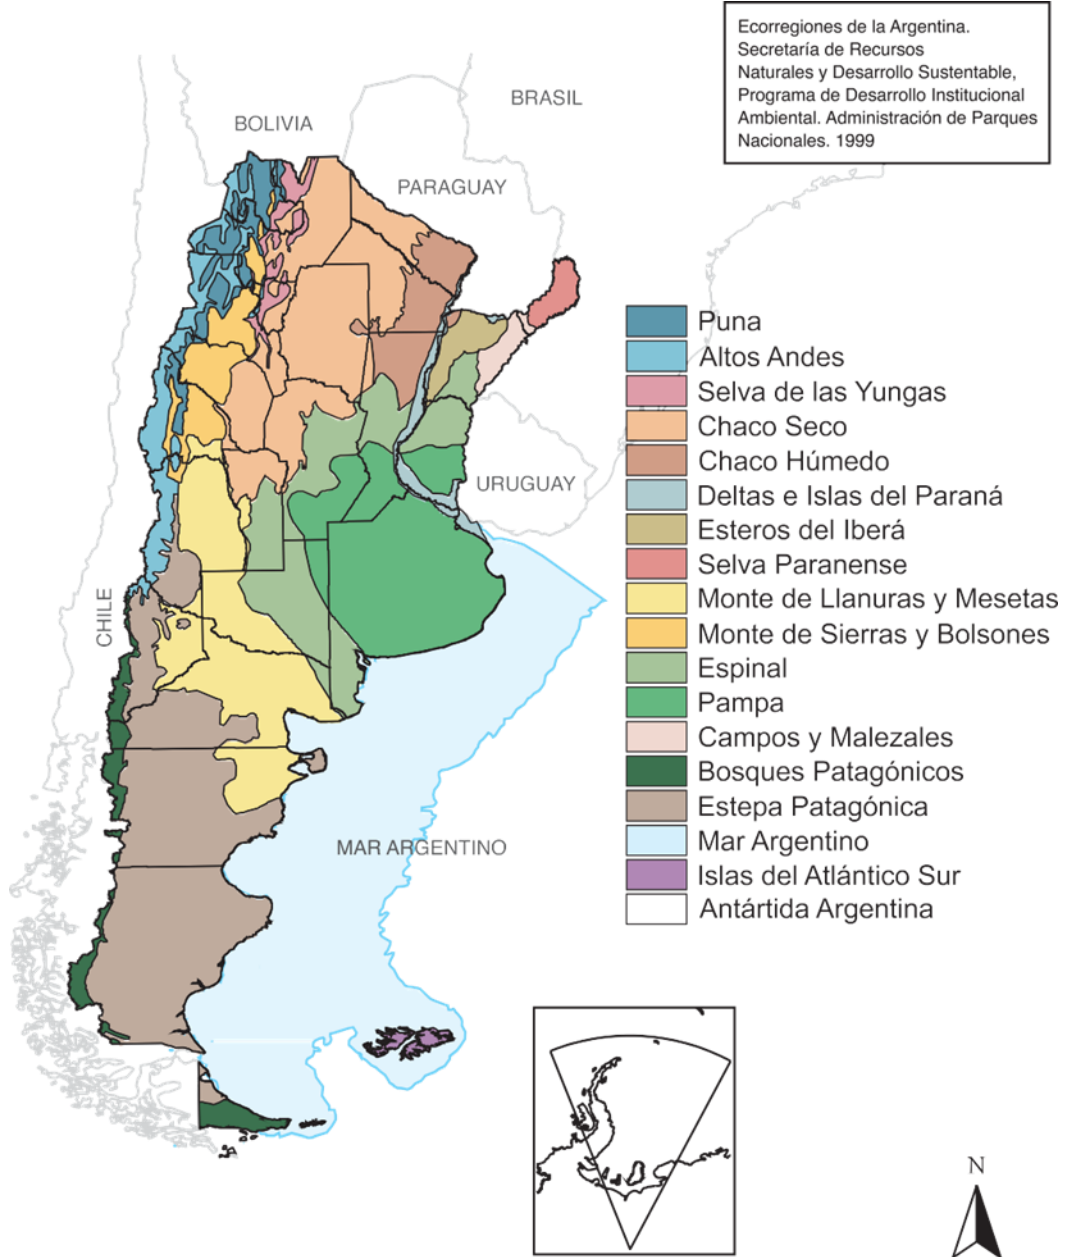 Ecorregiones de la Argentina.
Secretaría de Recursos
Naturales y Desarrollo Sustentable,
Programa de Desarrollo Institucional
Ambiental. Administración de Parques
Nacionales. 1999
BRASIL
BOLIVIA
PARAGUAY
URUGUAY
CHILE
MAR ARGENTINO
Puna
Altos Andes
Selva de las Yungas
Chaco Seco
Chaco Húmedo
Deltas e Islas del Paraná
Esteros del Iberá
Selva Paranense
Monte de Llanuras y Mesetas
Monte de Sierras y Bolsones
Espinal
Pampa
Campos y Malezales
Bosques Patagónicos
Estepa Patagónica
Mar Argentino
Islas del Atlántico Sur
Antártida Argentina
N